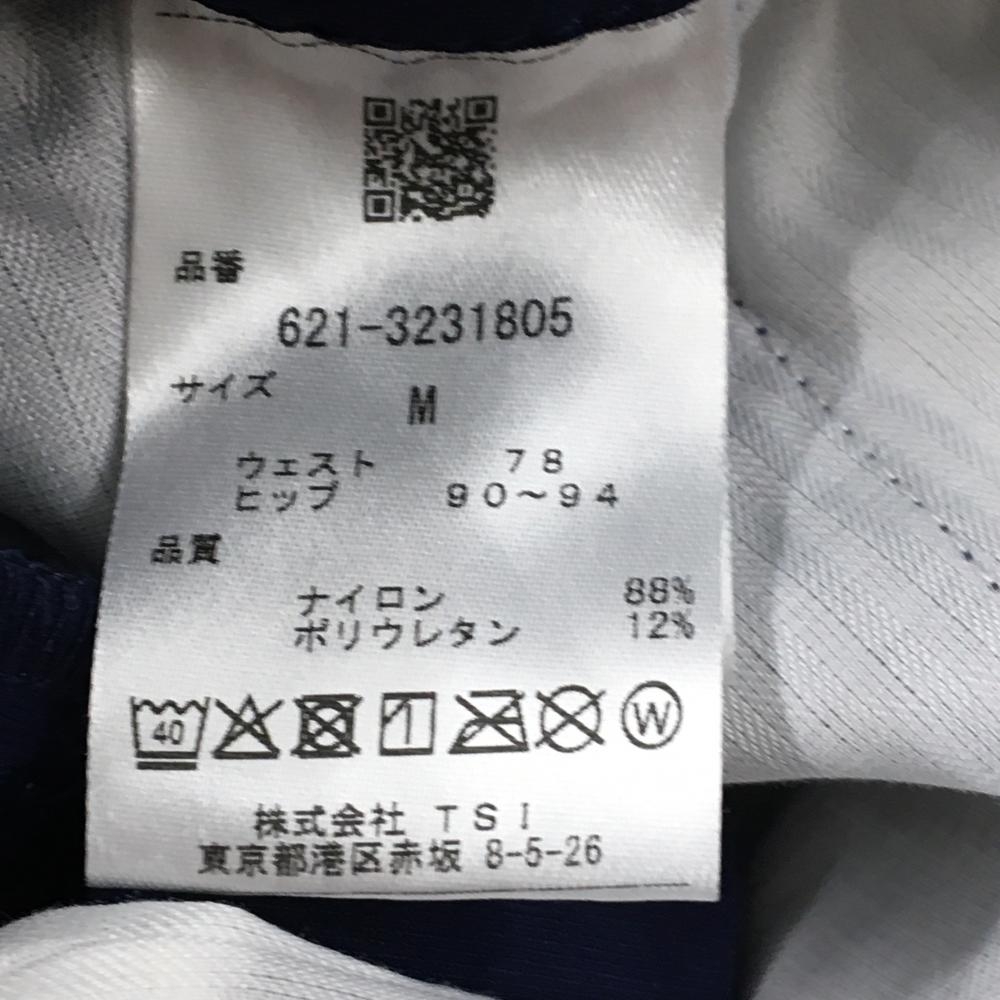 品番
621-3231805
サイズ M
ウェスト 78
ヒップ 90～94
品質
ナイロン 88%
ポリウレタン 12%
40 W
株式会社 TSI
東京都港区赤坂 8-5-26